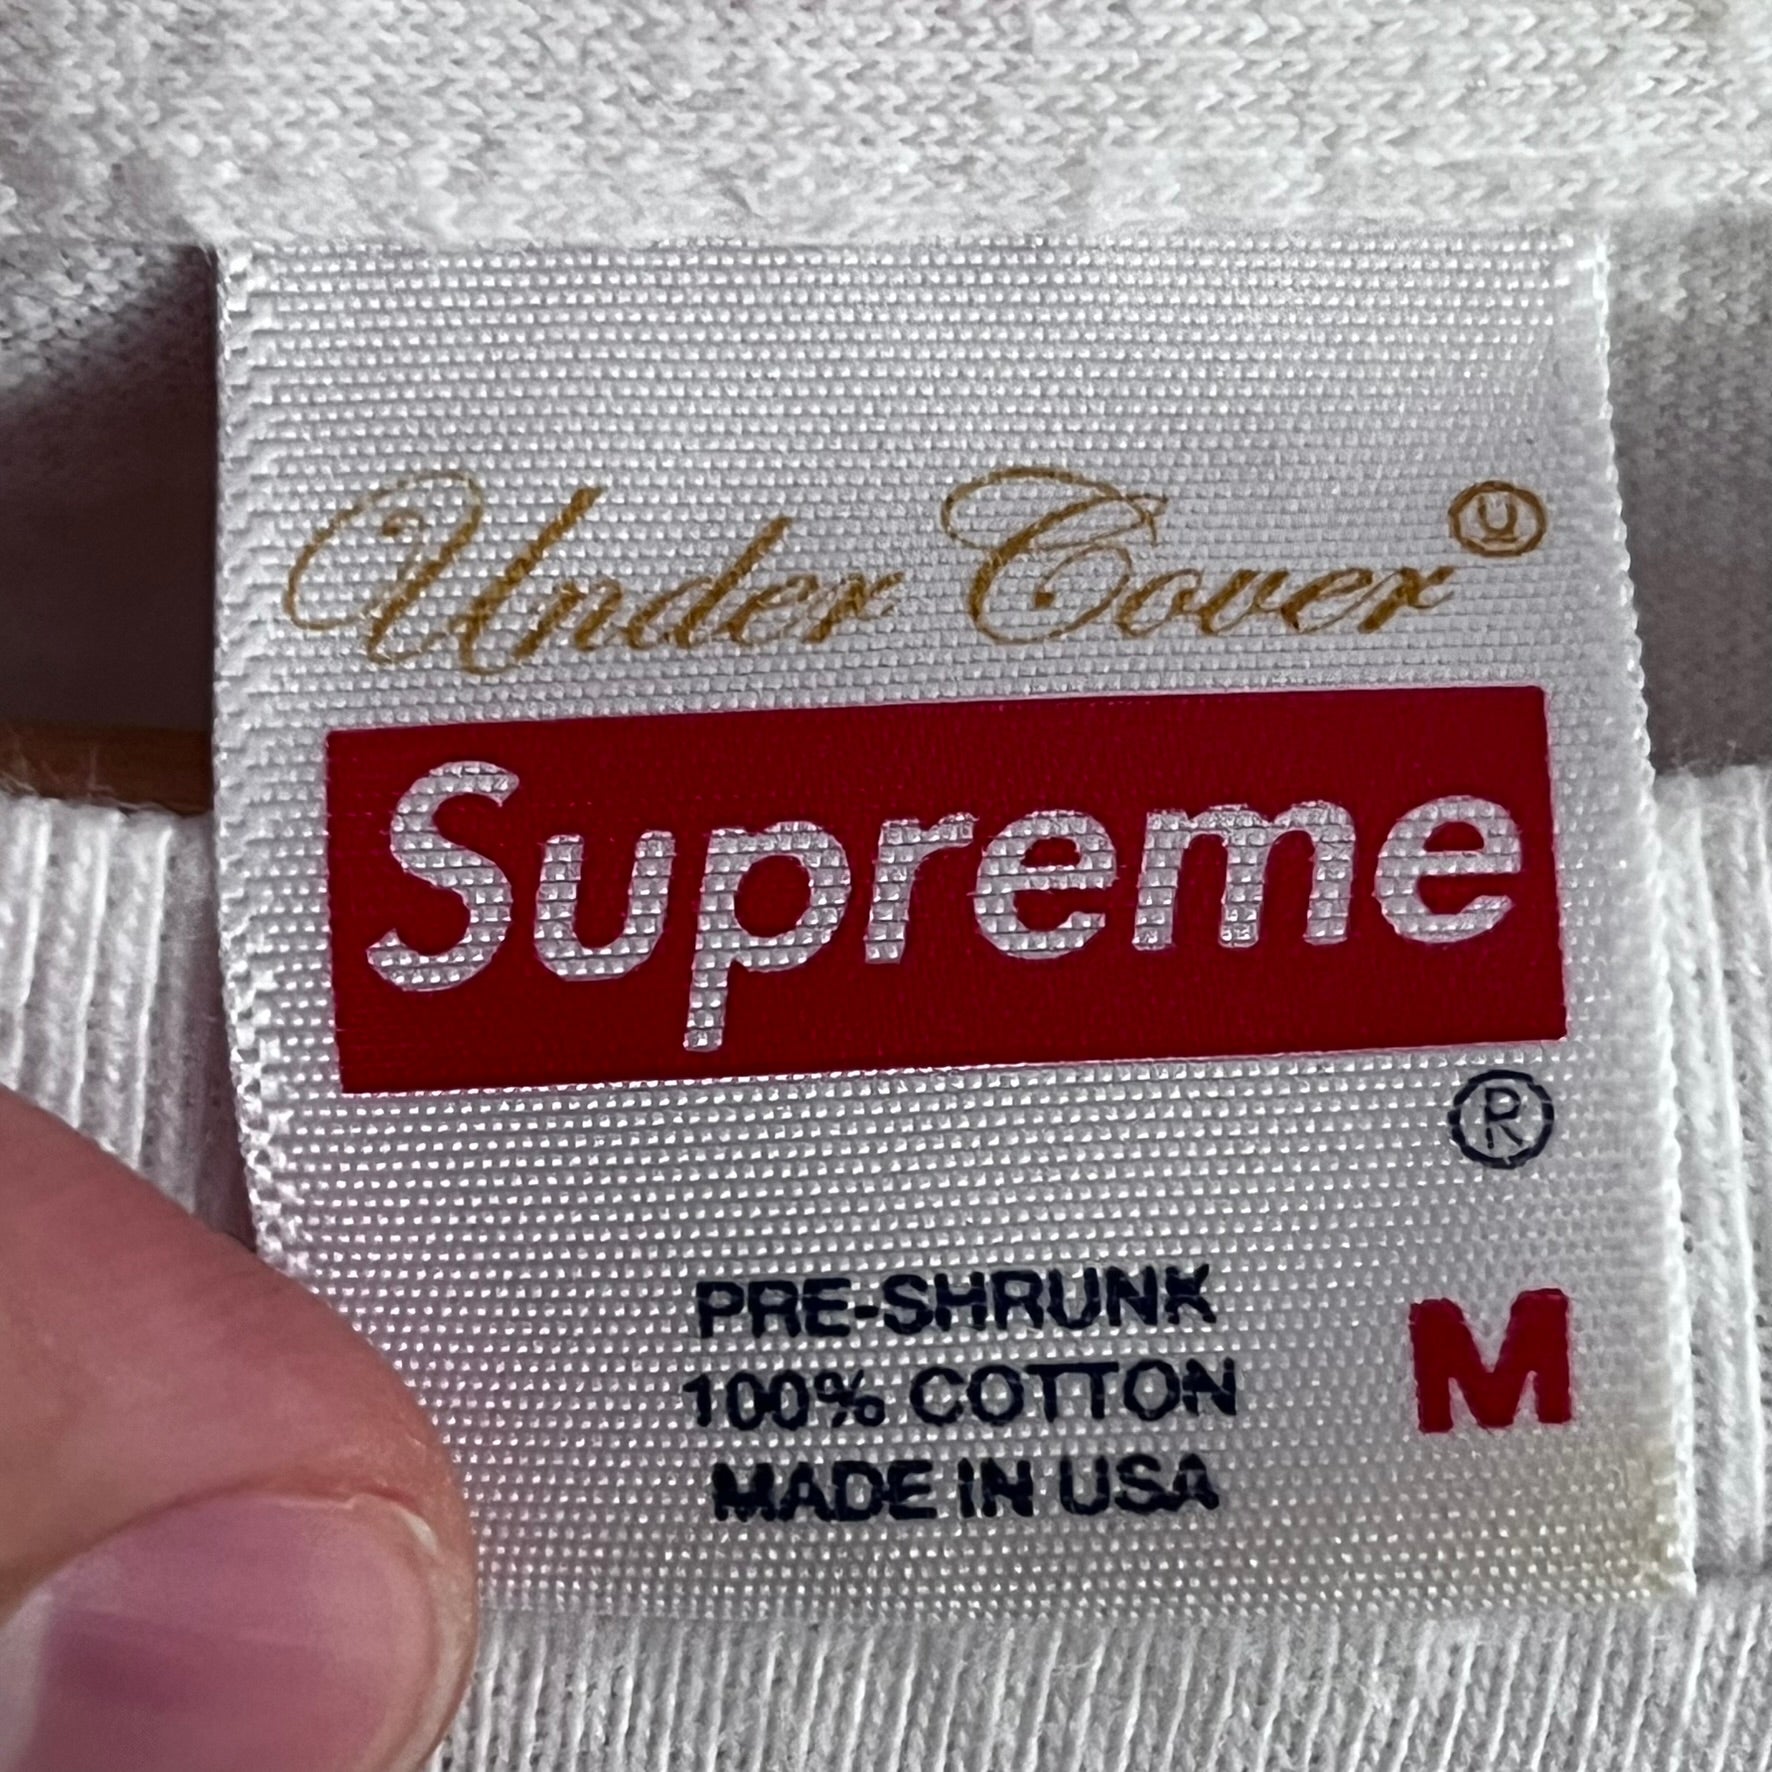 Under Cover Ⓤ
Supreme
®
PRE-SHRUNK
100% COTTON
MADE IN USA
M